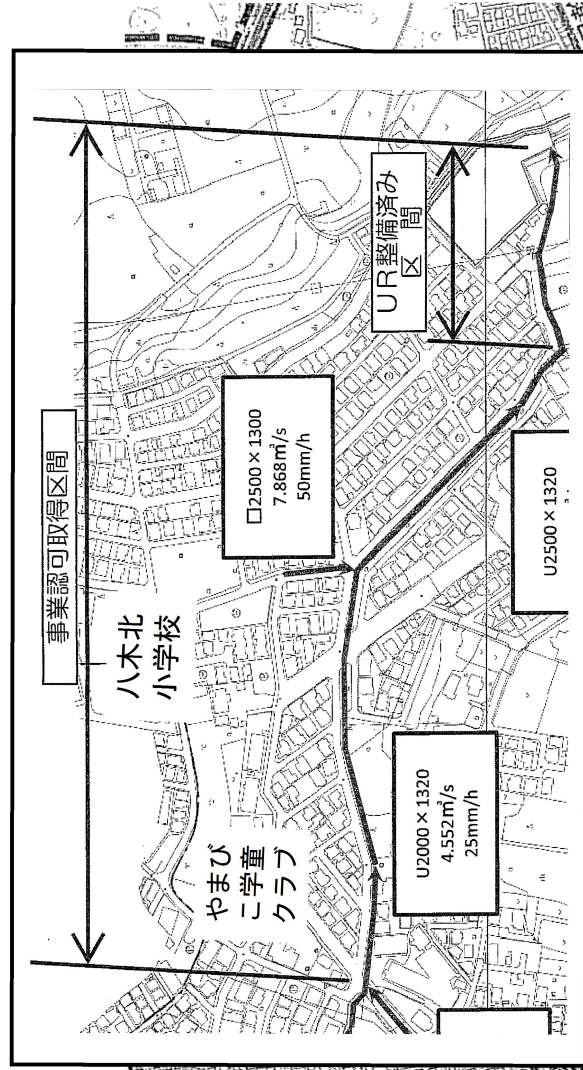 事業認可取得区間
UR整備済み
区間
□2500×1300
7.868㎥/s
50mm/h
八木北
小学校
U2500×1320
やまび
こ学童
クラブ
U2000×1320
4.552㎥/s
25mm/h